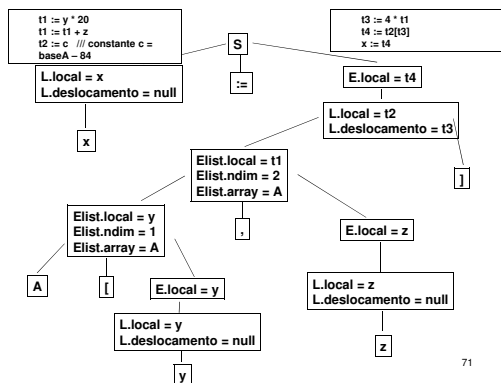 t1 := y * 20
t1 := t1 + z
t2 := c /// constante c =
baseA – 84
t3 := 4 * t1
t4 := t2[t3]
x := t4
S
L.local = x
L.deslocamento = null
:=
E.local = t4
x
L.local = t2
L.deslocamento = t3
Elist.local = t1
Elist.ndim = 2
Elist.array = A
]
Elist.local = y
Elist.ndim = 1
Elist.array = A
,
E.local = z
A
[
E.local = y
L.local = z
L.deslocamento = null
L.local = y
L.deslocamento = null
z
y
71